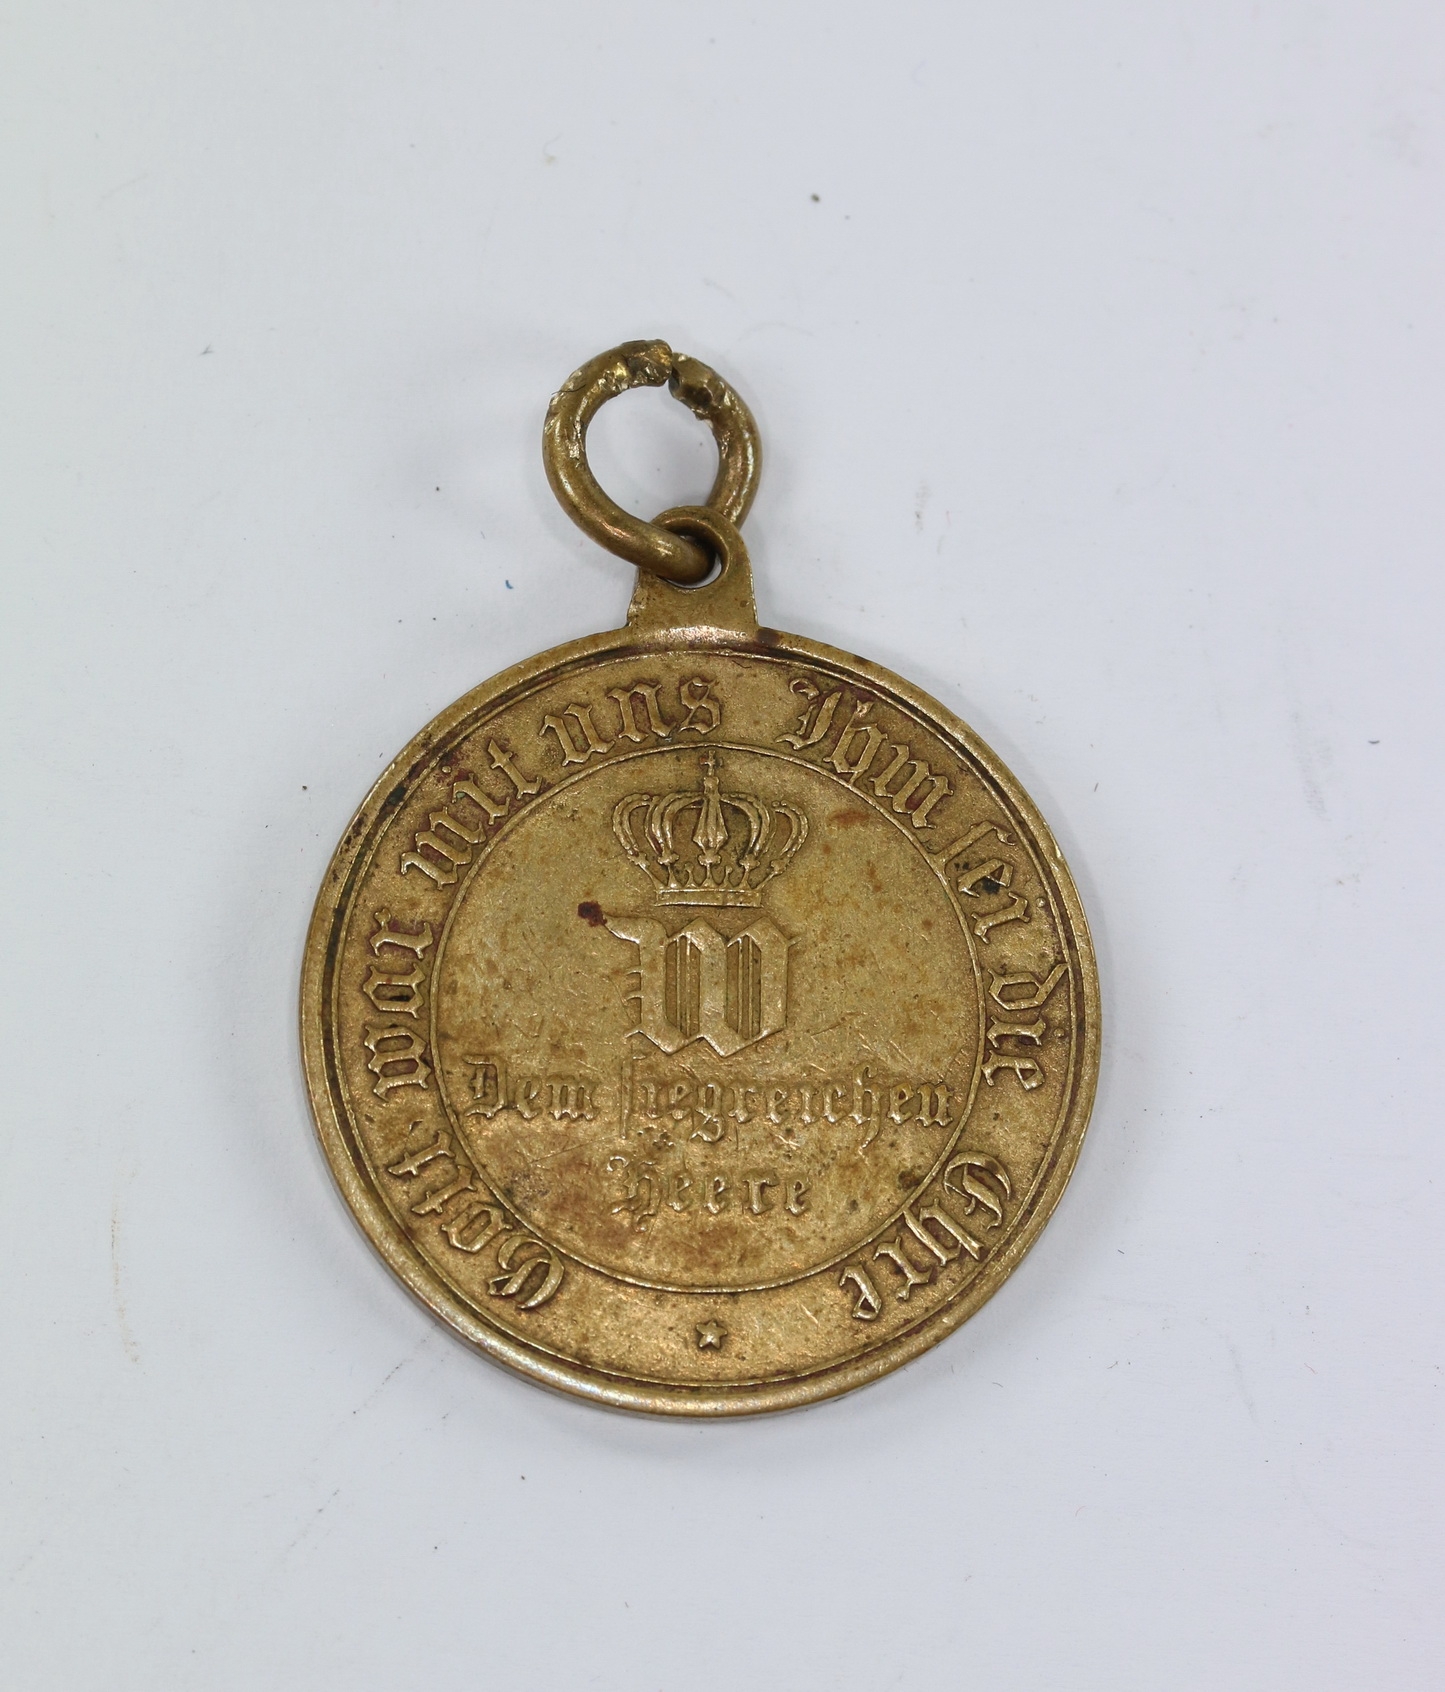 Gott war mit uns Ihm sei die Ehre
W
Dem siegreichen
Heere